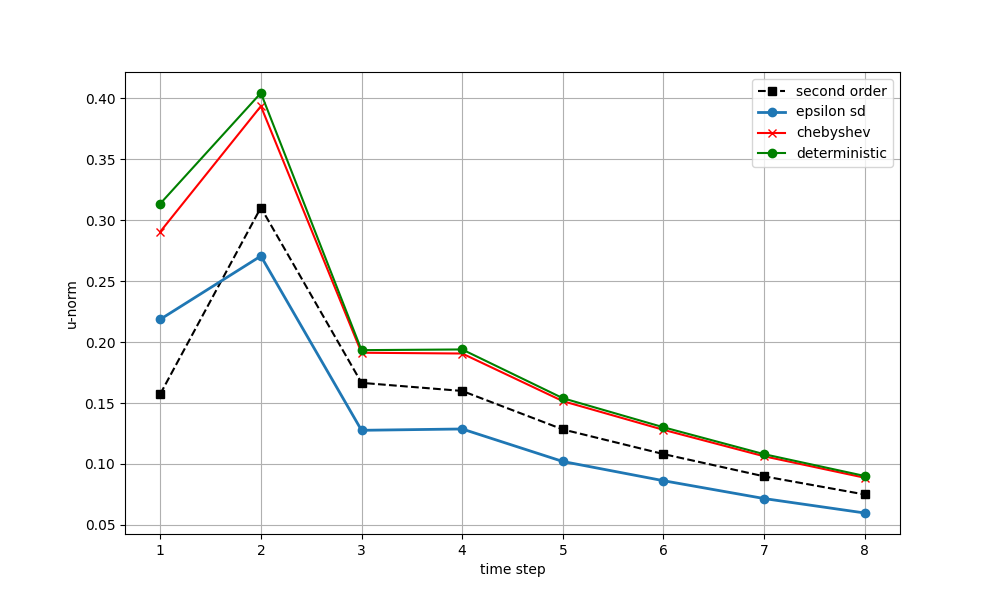 second order
epsilon sd
chebyshev
deterministic
u-norm
0.40
0.35
0.30
0.25
0.20
0.15
0.10
0.05
1 2 3 4 5 6 7 8
time step